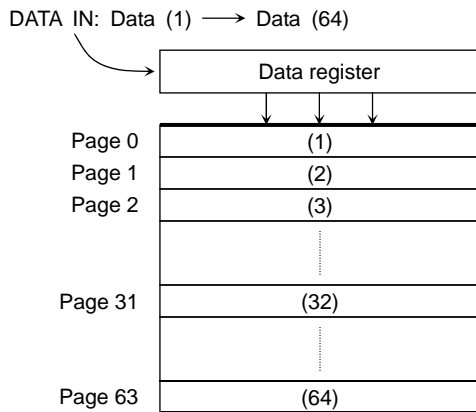 DATA IN: Data (1) ⟶ Data (64)
Data register
Page 0 (1)
Page 1 (2)
Page 2 (3)
Page 31 (32)
Page 63 (64)